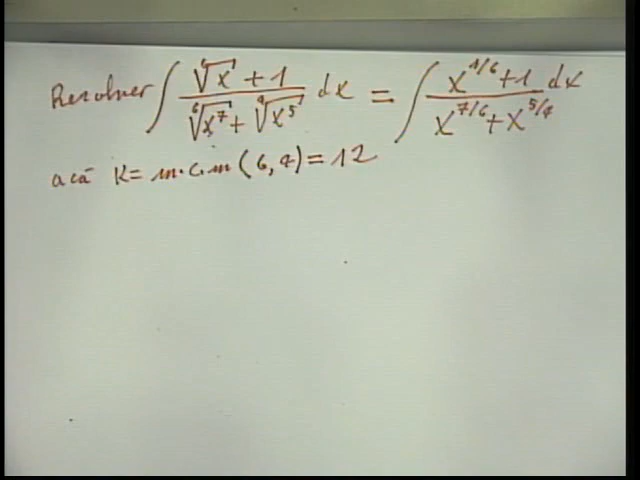 Resolver ∫ (⁶√x + 1)/(⁶√x⁷ + ⁴√x⁵) dx = ∫ (x^{1/6} + 1)/(x^{7/6} + x^{5/4}) dx
acá K = m.c.m (6, 4) = 12